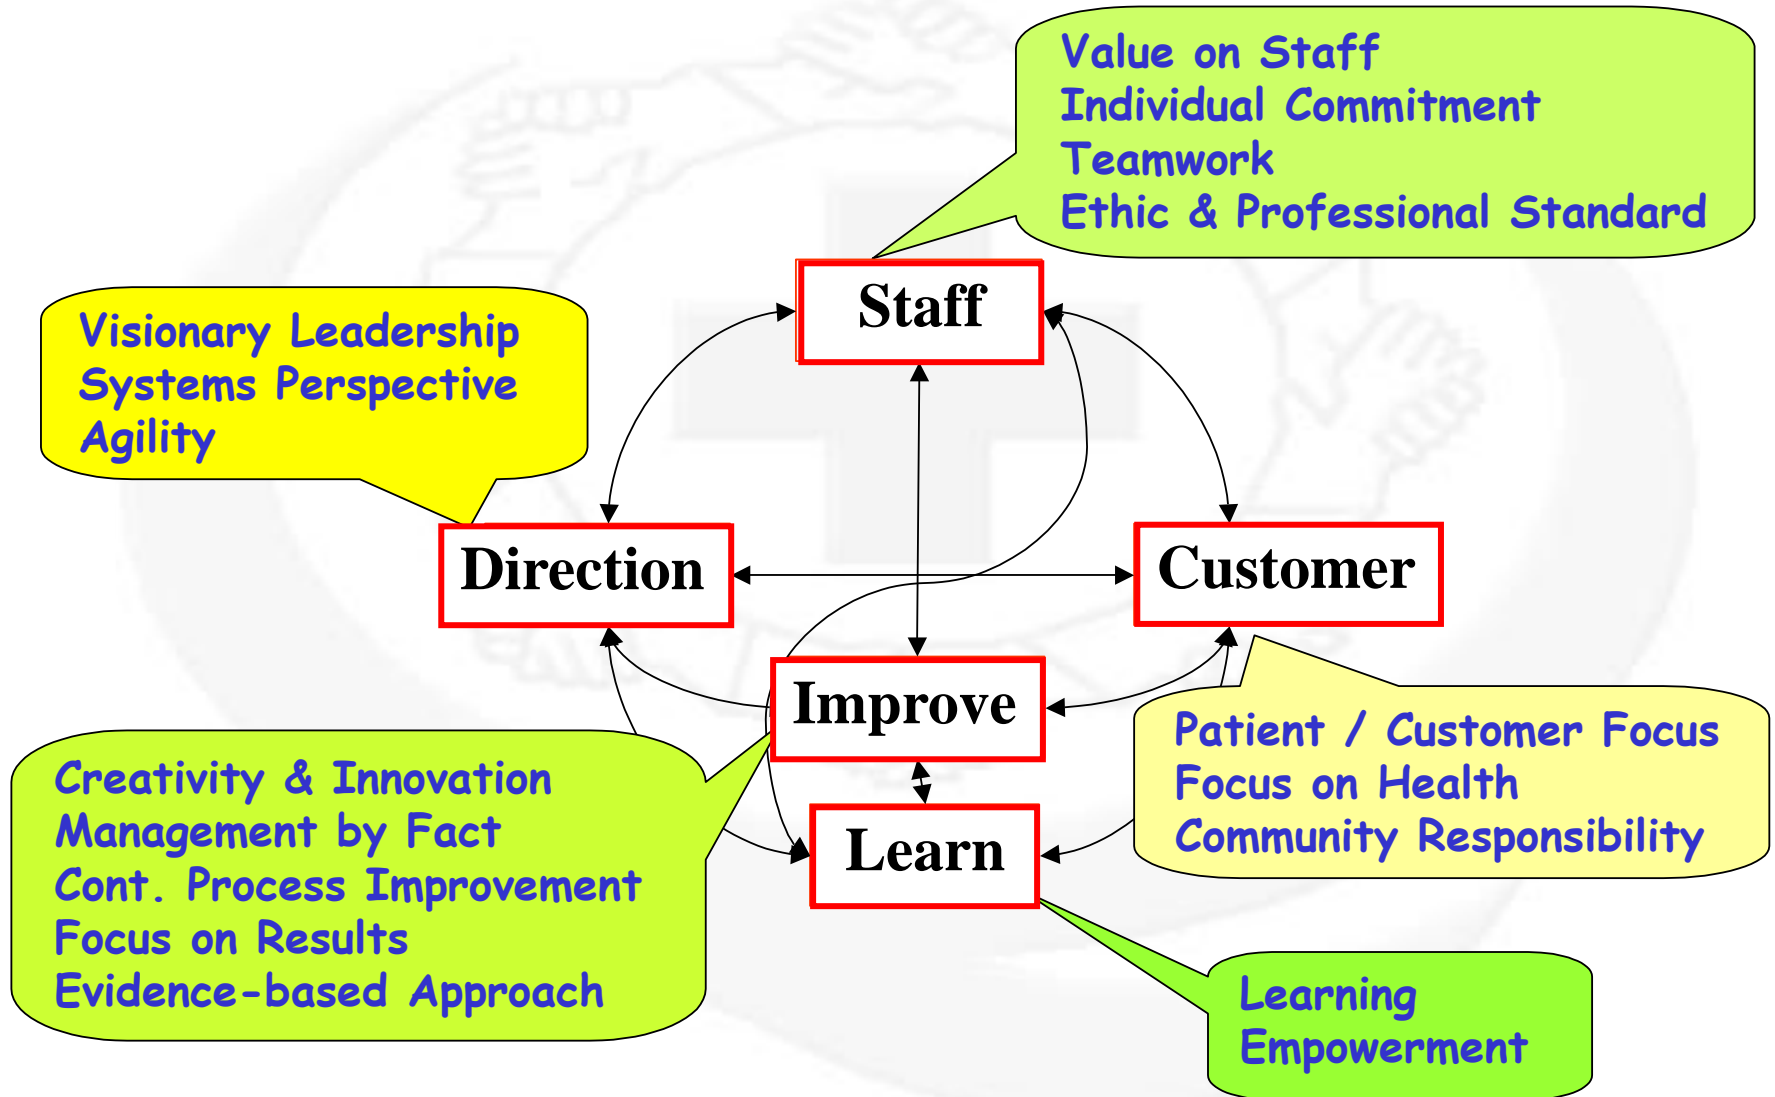 Value on Staff
Individual Commitment
Teamwork
Ethic & Professional Standard
Staff
Visionary Leadership
Systems Perspective
Agility
Direction
Customer
Improve
Patient / Customer Focus
Focus on Health
Community Responsibility
Creativity & Innovation
Management by Fact
Cont. Process Improvement
Focus on Results
Evidence-based Approach
Learn
Learning
Empowerment